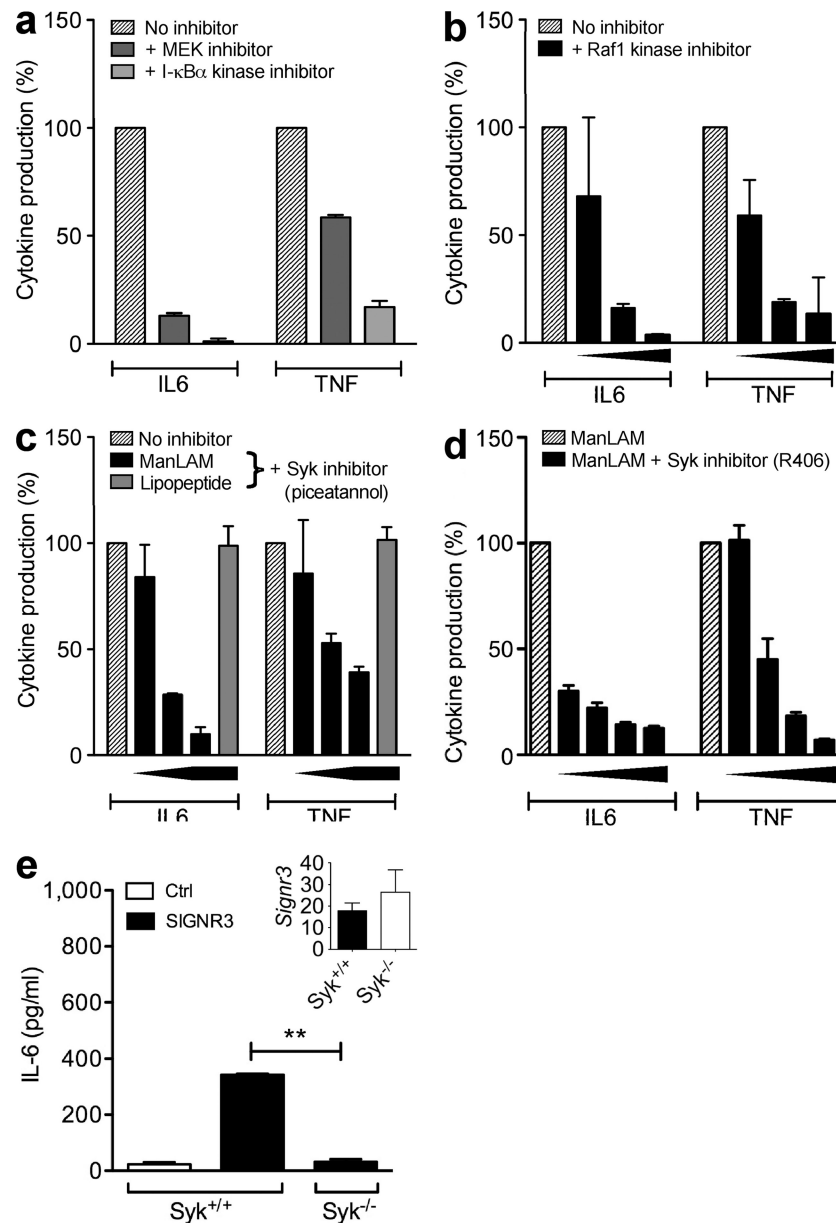 a
150
100
50
0
Cytokine production (%)
No inhibitor
+ MEK inhibitor
+ I-κBα kinase inhibitor
IL6
TNF
b
150
100
50
0
Cytokine production (%)
No inhibitor
+ Raf1 kinase inhibitor
IL6
TNF
c
150
100
50
0
Cytokine production (%)
No inhibitor
ManLAM
Lipopeptide
} + Syk inhibitor
(piceatannol)
IL6
TNF
d
150
100
50
0
Cytokine production (%)
ManLAM
ManLAM + Syk inhibitor (R406)
IL6
TNF
e
1,000
800
600
400
200
0
IL-6 (pg/ml)
Ctrl
SIGNR3
**
Syk+/+
Syk-/-
Signr3
40
30
20
10
0
Syk+/+
Syk-/-